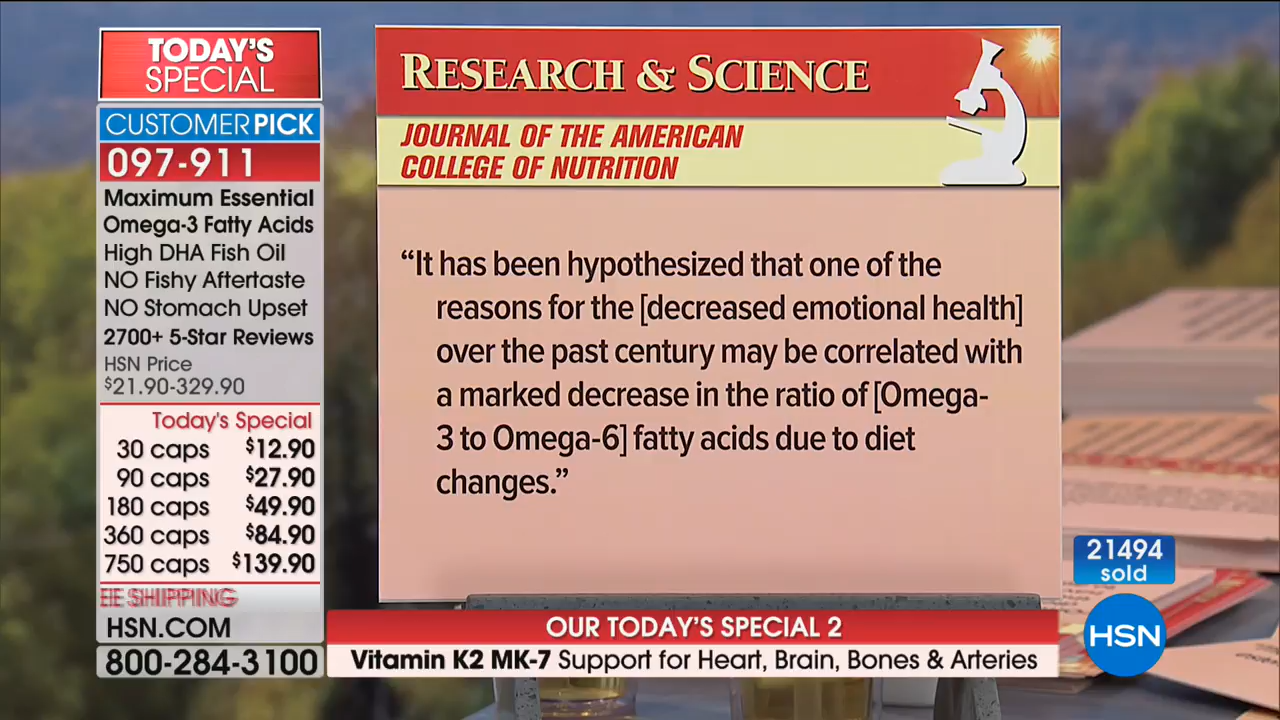 TODAY'S
SPECIAL
CUSTOMER PICK
097-911
Maximum Essential
Omega-3 Fatty Acids
High DHA Fish Oil
NO Fishy Aftertaste
NO Stomach Upset
2700+ 5-Star Reviews
HSN Price
$21.90-329.90
Today's Special
30 caps $12.90
90 caps $27.90
180 caps $49.90
360 caps $84.90
750 caps $139.90
EE SHIPPING
HSN.COM
800-284-3100
RESEARCH & SCIENCE
JOURNAL OF THE AMERICAN
COLLEGE OF NUTRITION
“It has been hypothesized that one of the
reasons for the [decreased emotional health]
over the past century may be correlated with
a marked decrease in the ratio of [Omega-
3 to Omega-6] fatty acids due to diet
changes.”
21494
sold
HSN
OUR TODAY'S SPECIAL 2
Vitamin K2 MK-7 Support for Heart, Brain, Bones & Arteries